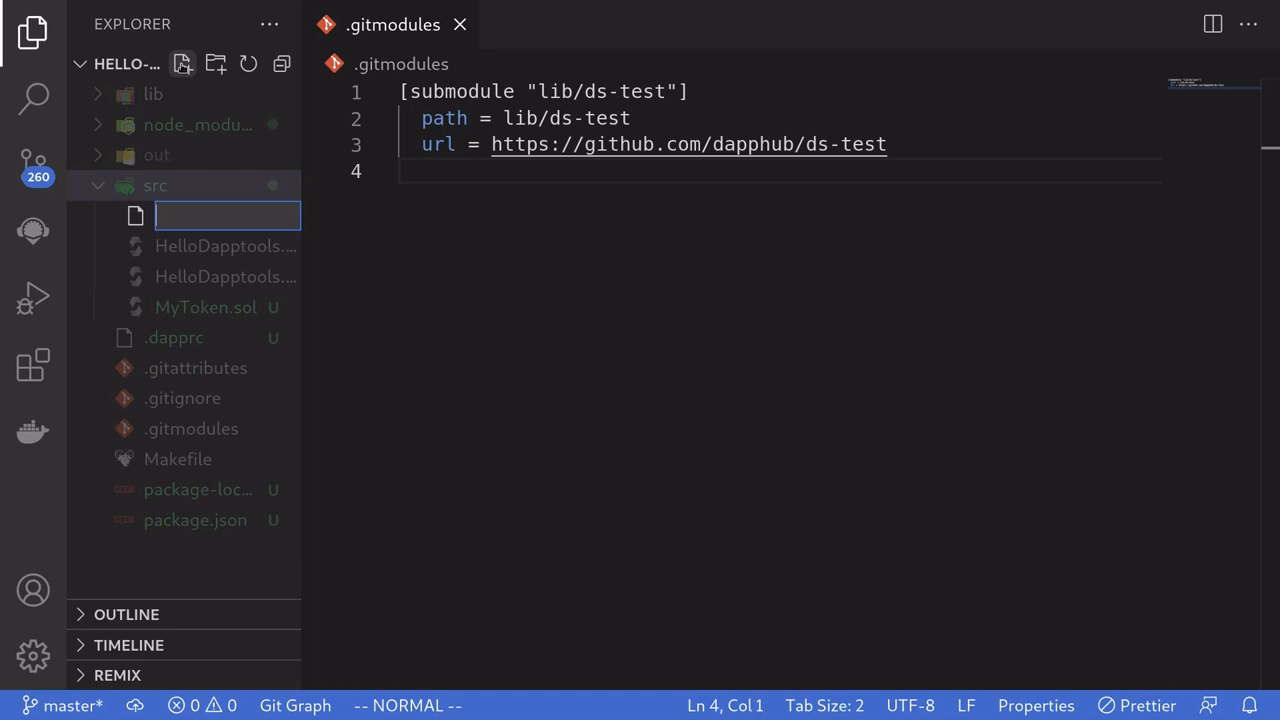 EXPLORER
HELLO-...
lib
node_modu...
out
260
src
HelloDapptools....
HelloDapptools....
MyToken.sol U
.dapprc U
.gitattributes
.gitignore
.gitmodules
Makefile
package-loc... U
package.json U
OUTLINE
TIMELINE
REMIX
.gitmodules
.gitmodules
1 [submodule "lib/ds-test"]
2 path = lib/ds-test
3 url = https://github.com/dapphub/ds-test
4
master* 0 0 Git Graph -- NORMAL -- Ln 4, Col 1 Tab Size: 2 UTF-8 LF Properties Prettier